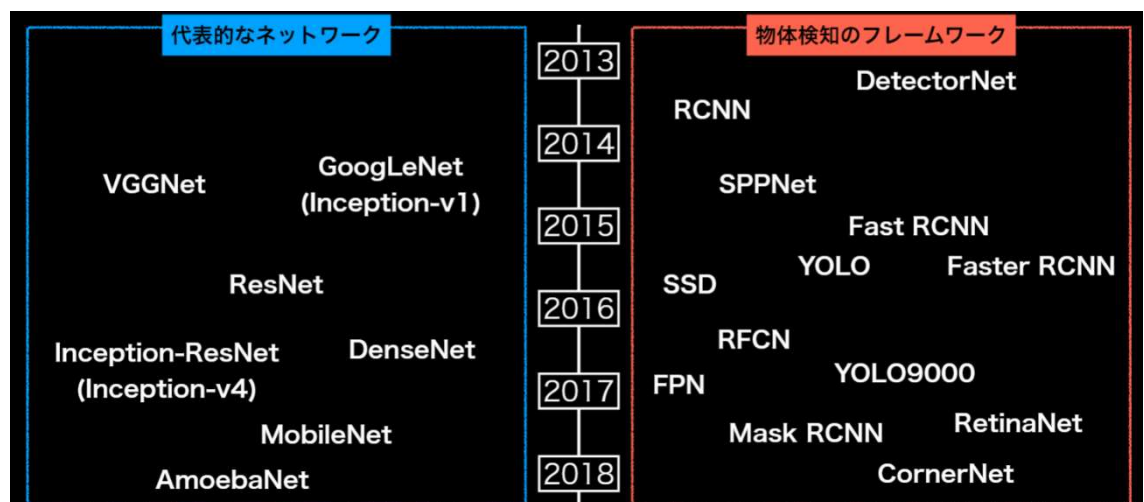 代表的なネットワーク
VGGNet
GoogLeNet
(Inception-v1)
ResNet
Inception-ResNet
(Inception-v4)
DenseNet
MobileNet
AmoebaNet
2013
2014
2015
2016
2017
2018
物体検知のフレームワーク
DetectorNet
RCNN
SPPNet
Fast RCNN
YOLO
Faster RCNN
SSD
RFCN
YOLO9000
FPN
RetinaNet
Mask RCNN
CornerNet